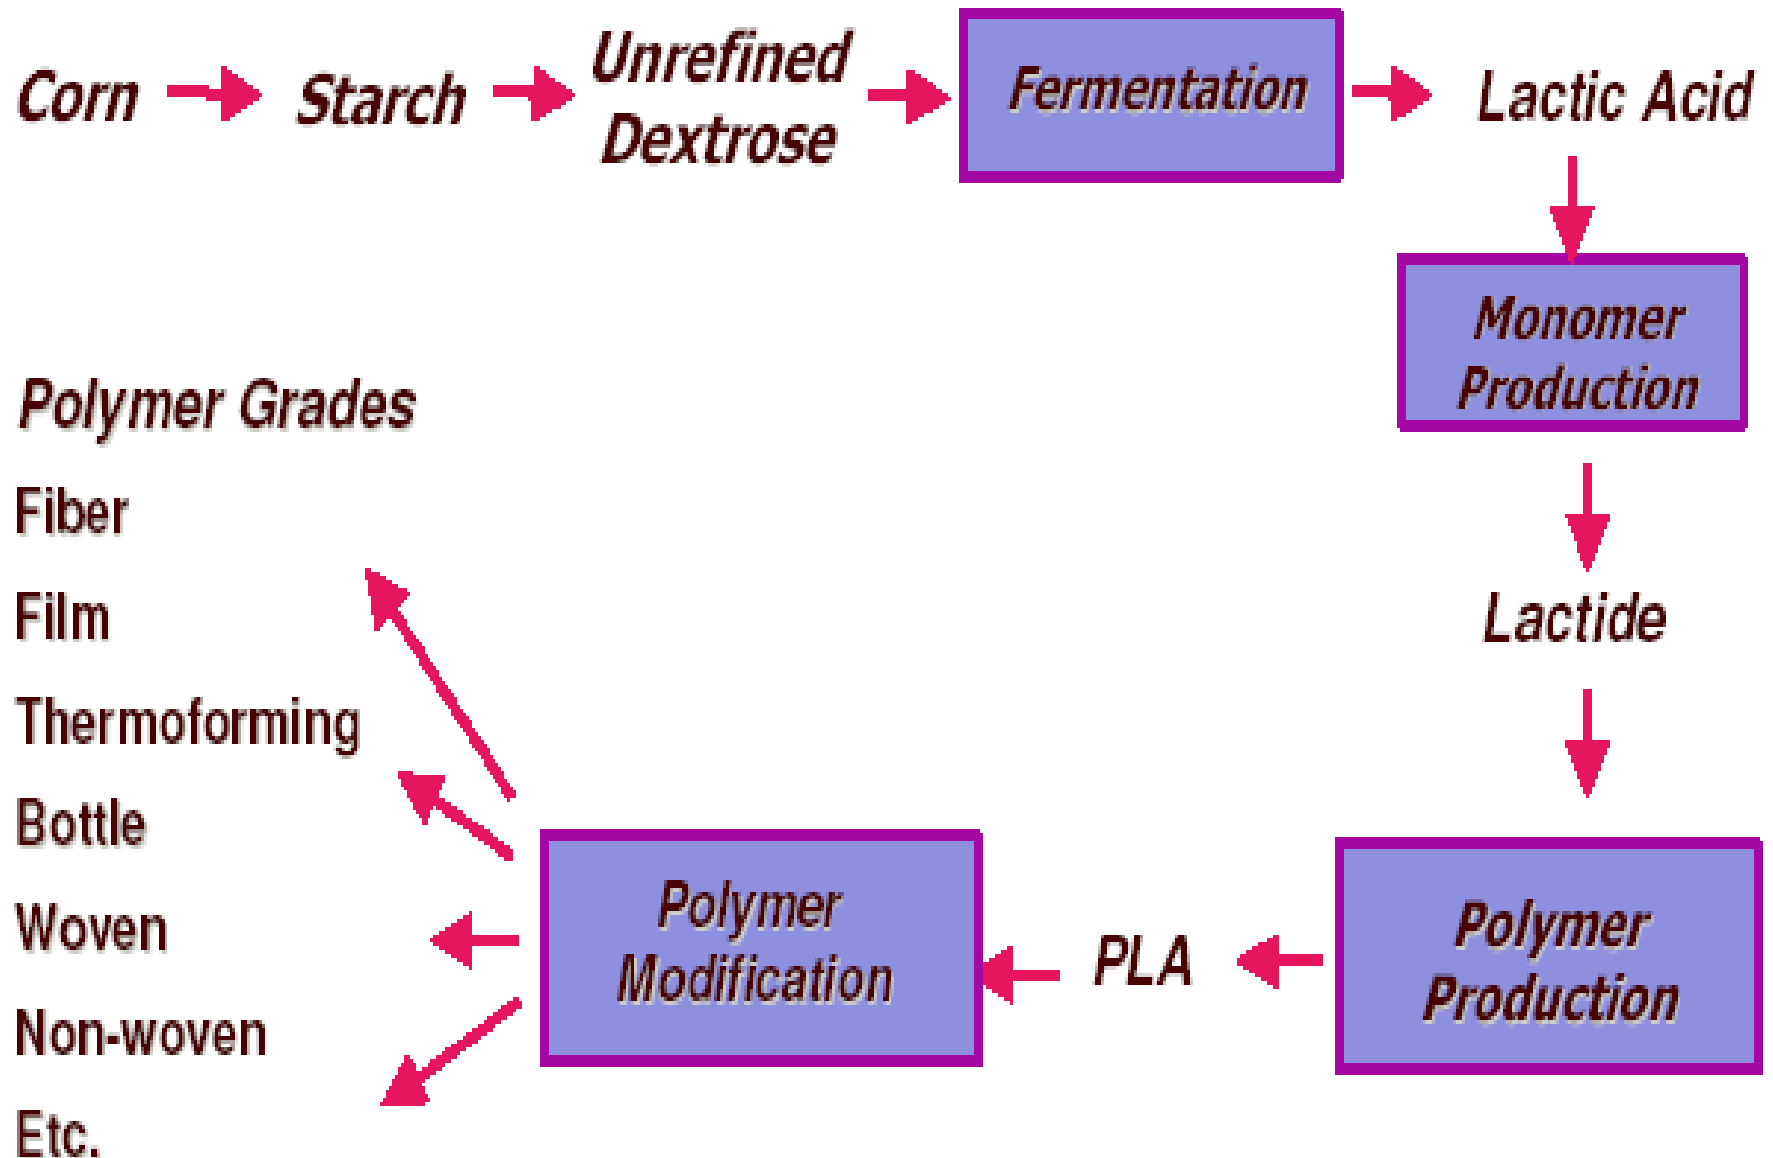 Corn
Starch
Unrefined
Dextrose
Fermentation
Lactic Acid
Monomer
Production
Lactide
Polymer
Production
PLA
Polymer
Modification
Polymer Grades
Fiber
Film
Thermoforming
Bottle
Woven
Non-woven
Etc.